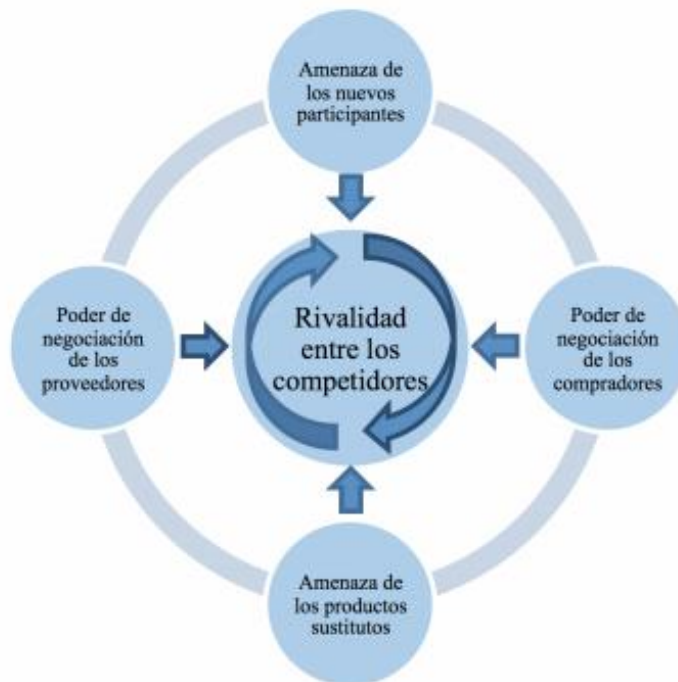 Amenaza de
los nuevos
participantes
Poder de
negociación
de los
proveedores
Rivalidad
entre los
competidores
Poder de
negociación
de los
compradores
Amenaza de
los productos
sustitutos